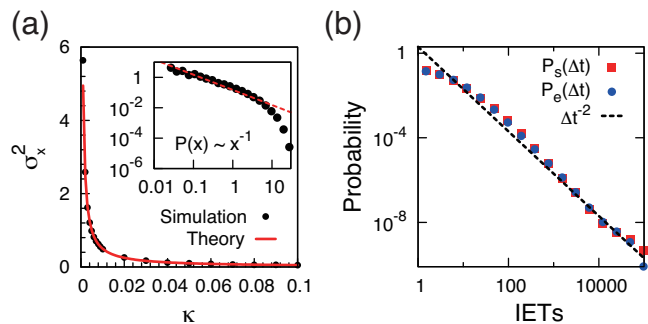 (a)
6
4
2
0
σx²
0
0.02
0.04
0.06
0.08
0.1
κ
1
10⁻²
10⁻⁴
10⁻⁶
0.01
0.1
1
10
P(x) ~ x⁻¹
Simulation
Theory
(b)
1
10⁻⁴
10⁻⁸
Probability
Ps(Δt)
Pe(Δt)
Δt⁻²
1
100
10000
IETs